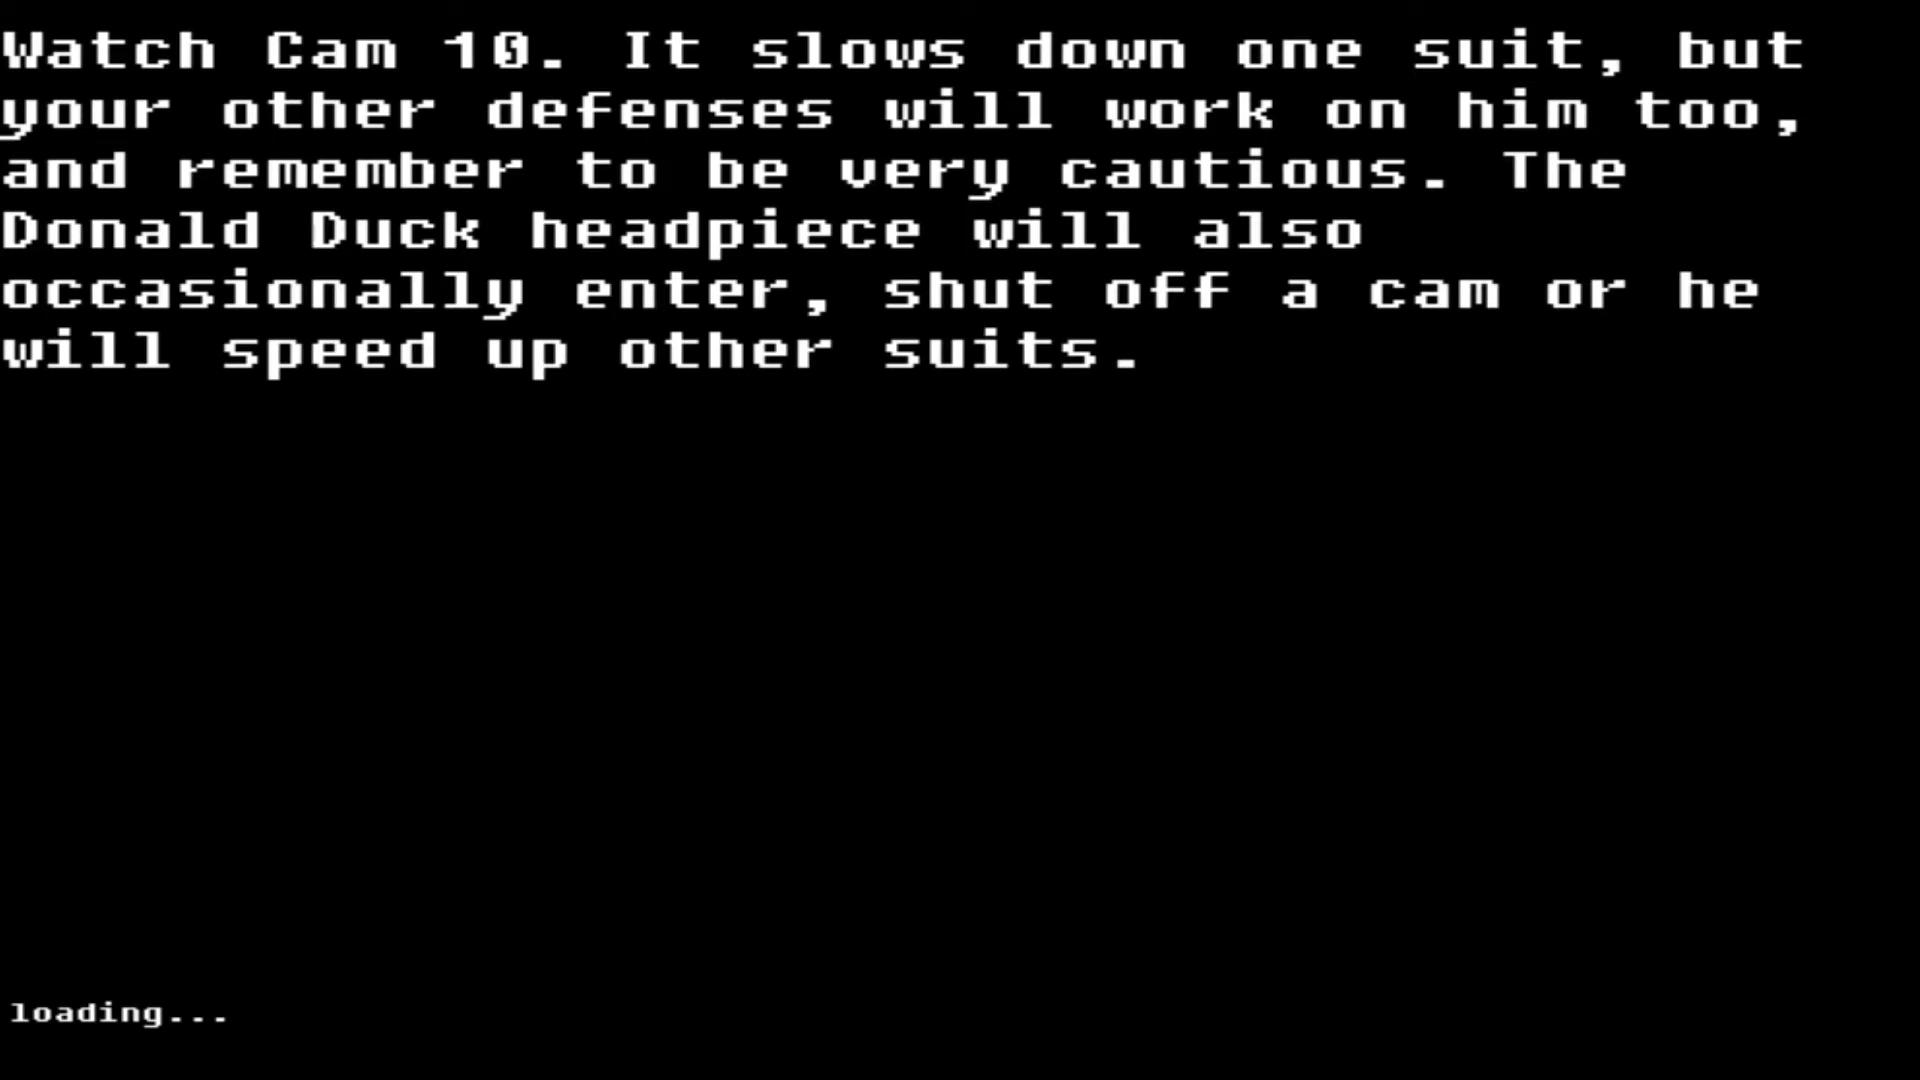 Watch Cam 10. It slows down one suit, but
your other defenses will work on him too,
and remember to be very cautious. The
Donald Duck headpiece will also
occasionally enter, shut off a cam or he
will speed up other suits.
loading...